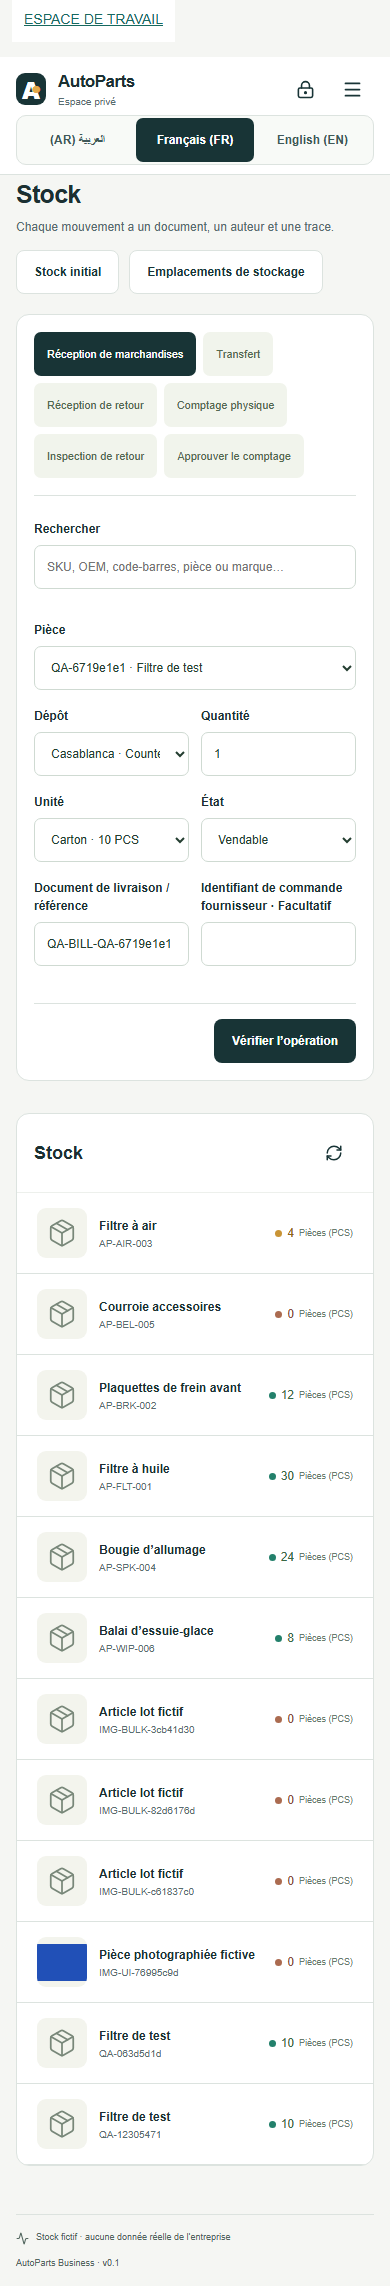 ESPACE DE TRAVAIL
AutoParts
Espace privé
العربية (AR)
Français (FR)
English (EN)
Stock
Chaque mouvement a un document, un auteur et une trace.
Stock initial
Emplacements de stockage
Réception de marchandises
Transfert
Réception de retour
Comptage physique
Inspection de retour
Approuver le comptage
Rechercher
SKU, OEM, code-barres, pièce ou marque…
Pièce
QA-6719e1e1 · Filtre de test
Dépôt
Quantité
Casablanca · Counte
1
Unité
État
Carton · 10 PCS
Vendable
Document de livraison /
référence
Identifiant de commande
fournisseur · Facultatif
QA-BILL-QA-6719e1e1
Vérifier l’opération
Stock
Filtre à air
AP-AIR-003
4 Pièces (PCS)
Courroie accessoires
AP-BEL-005
0 Pièces (PCS)
Plaquettes de frein avant
AP-BRK-002
12 Pièces (PCS)
Filtre à huile
AP-FLT-001
30 Pièces (PCS)
Bougie d’allumage
AP-SPK-004
24 Pièces (PCS)
Balai d’essuie-glace
AP-WIP-006
8 Pièces (PCS)
Article lot fictif
IMG-BULK-3cb41d30
0 Pièces (PCS)
Article lot fictif
IMG-BULK-82d6176d
0 Pièces (PCS)
Article lot fictif
IMG-BULK-c61837c0
0 Pièces (PCS)
Pièce photographiée fictive
IMG-UI-76995c9d
0 Pièces (PCS)
Filtre de test
QA-063d5d1d
10 Pièces (PCS)
Filtre de test
QA-12305471
10 Pièces (PCS)
Stock fictif · aucune donnée réelle de l’entreprise
AutoParts Business · v0.1